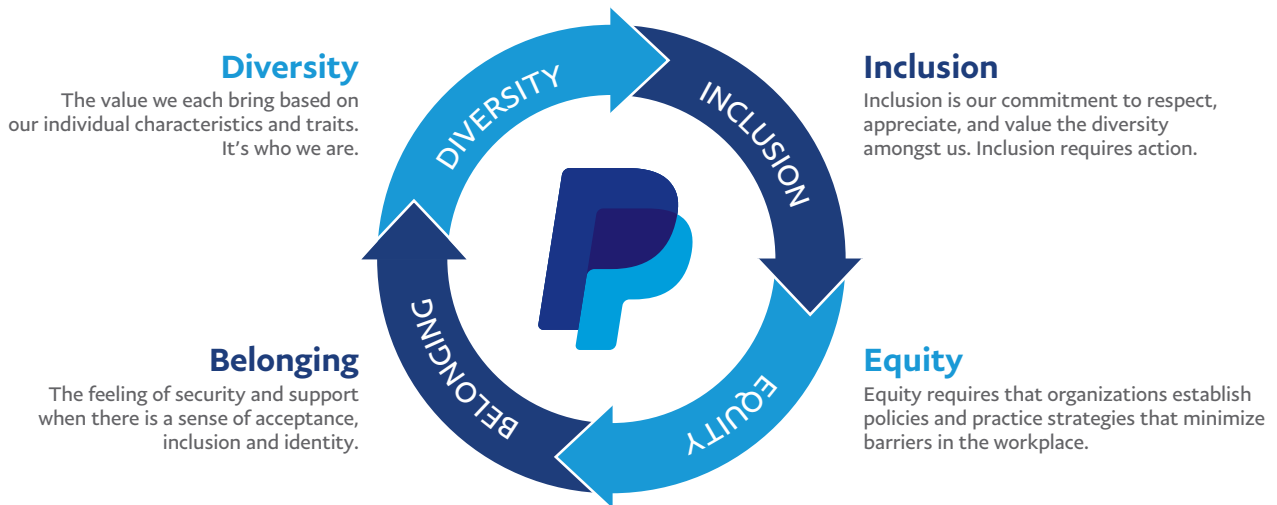 Diversity
The value we each bring based on
our individual characteristics and traits.
It's who we are.
DIVERSITY
INCLUSION
Inclusion
Inclusion is our commitment to respect,
appreciate, and value the diversity
amongst us. Inclusion requires action.
Belonging
The feeling of security and support
when there is a sense of acceptance,
inclusion and identity.
BELONGING
EQUITY
Equity
Equity requires that organizations establish
policies and practice strategies that minimize
barriers in the workplace.